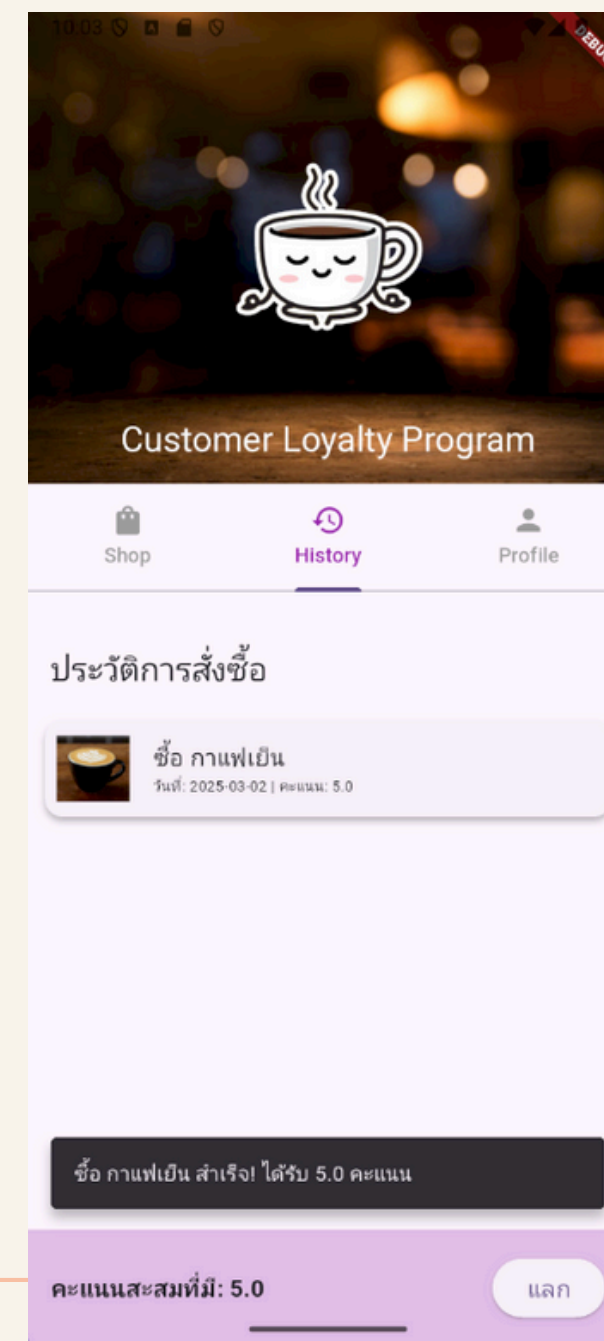 10:03
DEBUG
Customer Loyalty Program
Shop
History
Profile
ประวัติการสั่งซื้อ
ซื้อ กาแฟเย็น
วันที่: 2025-03-02 | คะแนน: 5.0
ซื้อ กาแฟเย็น สำเร็จ! ได้รับ 5.0 คะแนน
คะแนนสะสมที่มี: 5.0
แลก